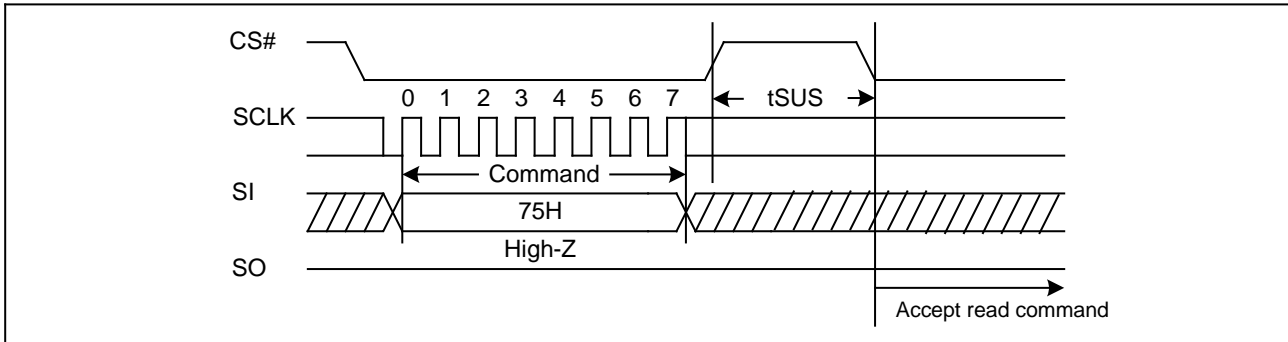 CS#
tSUS
0 1 2 3 4 5 6 7
SCLK
Command
SI
75H
High-Z
SO
Accept read command